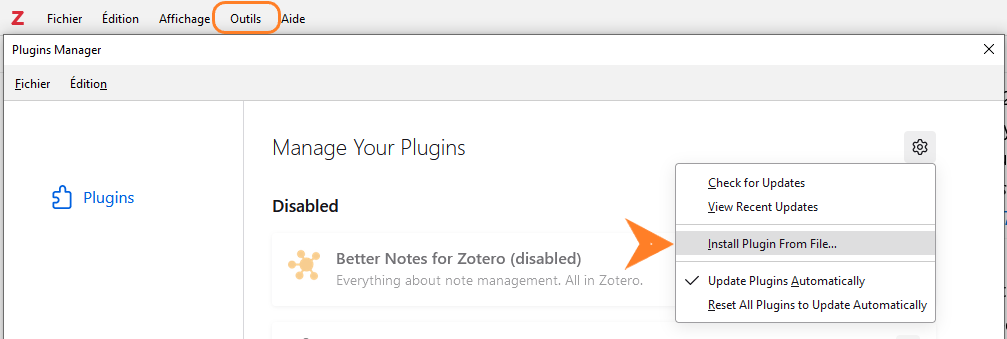 Z Fichier Édition Affichage Outils Aide
Plugins Manager
Fichier Édition
Manage Your Plugins
Plugins
Check for Updates
View Recent Updates
Install Plugin From File...
Update Plugins Automatically
Reset All Plugins to Update Automatically
Disabled
Better Notes for Zotero (disabled)
Everything about note management. All in Zotero.